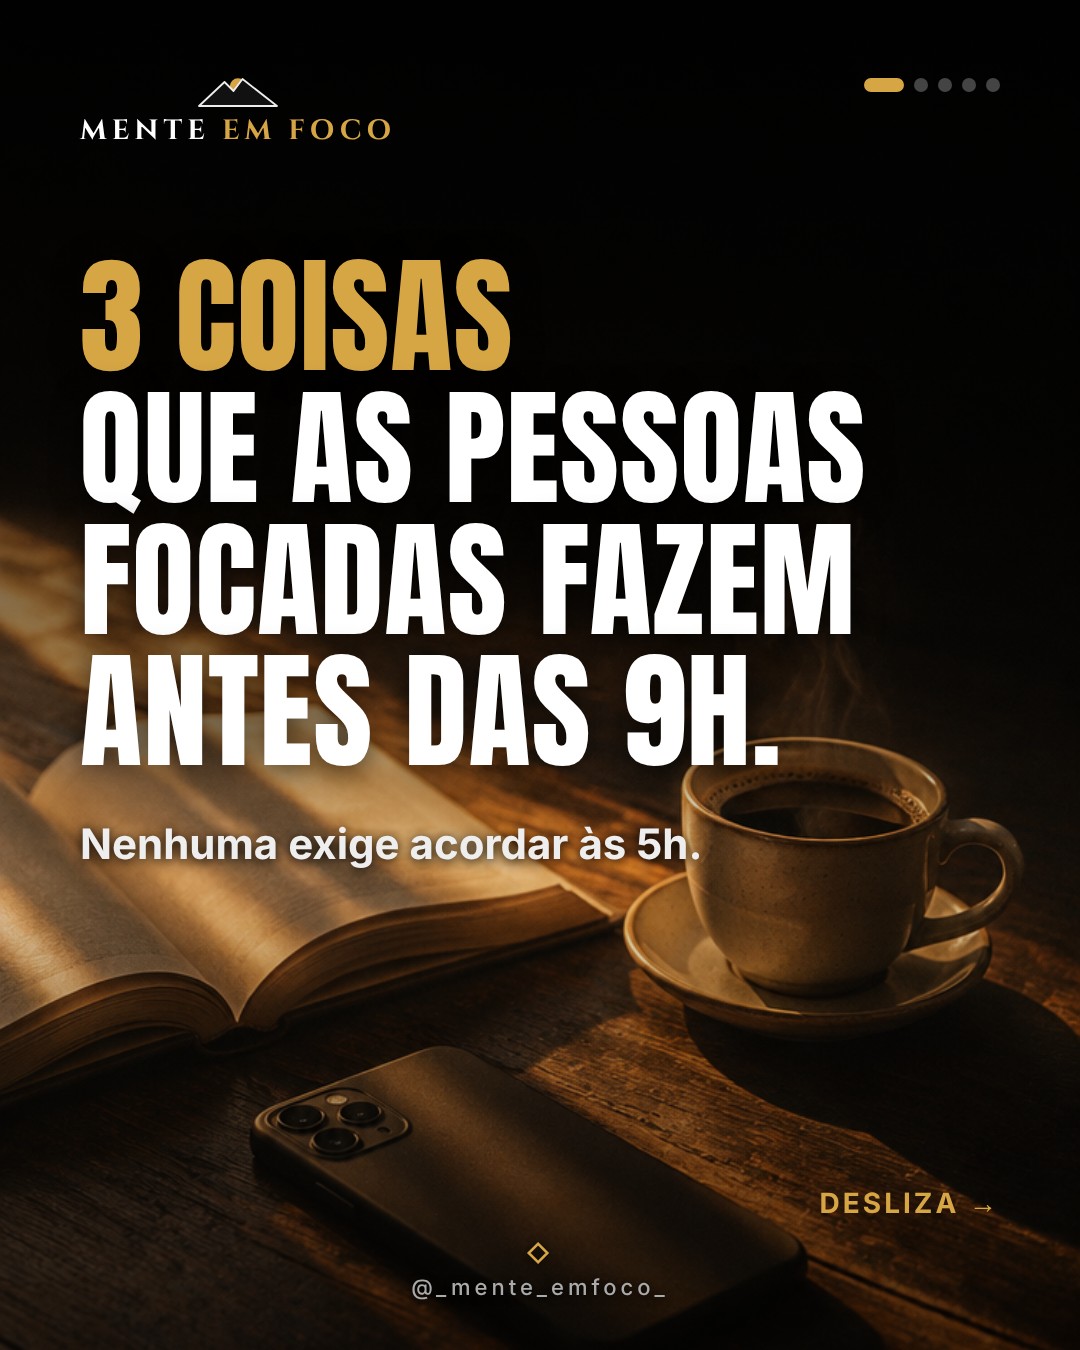 MENTE EM FOCO
3 COISAS
QUE AS PESSOAS
FOCADAS FAZEM
ANTES DAS 9H.
Nenhuma exige acordar às 5h.
DESLIZA →
@_mente_emfoco_